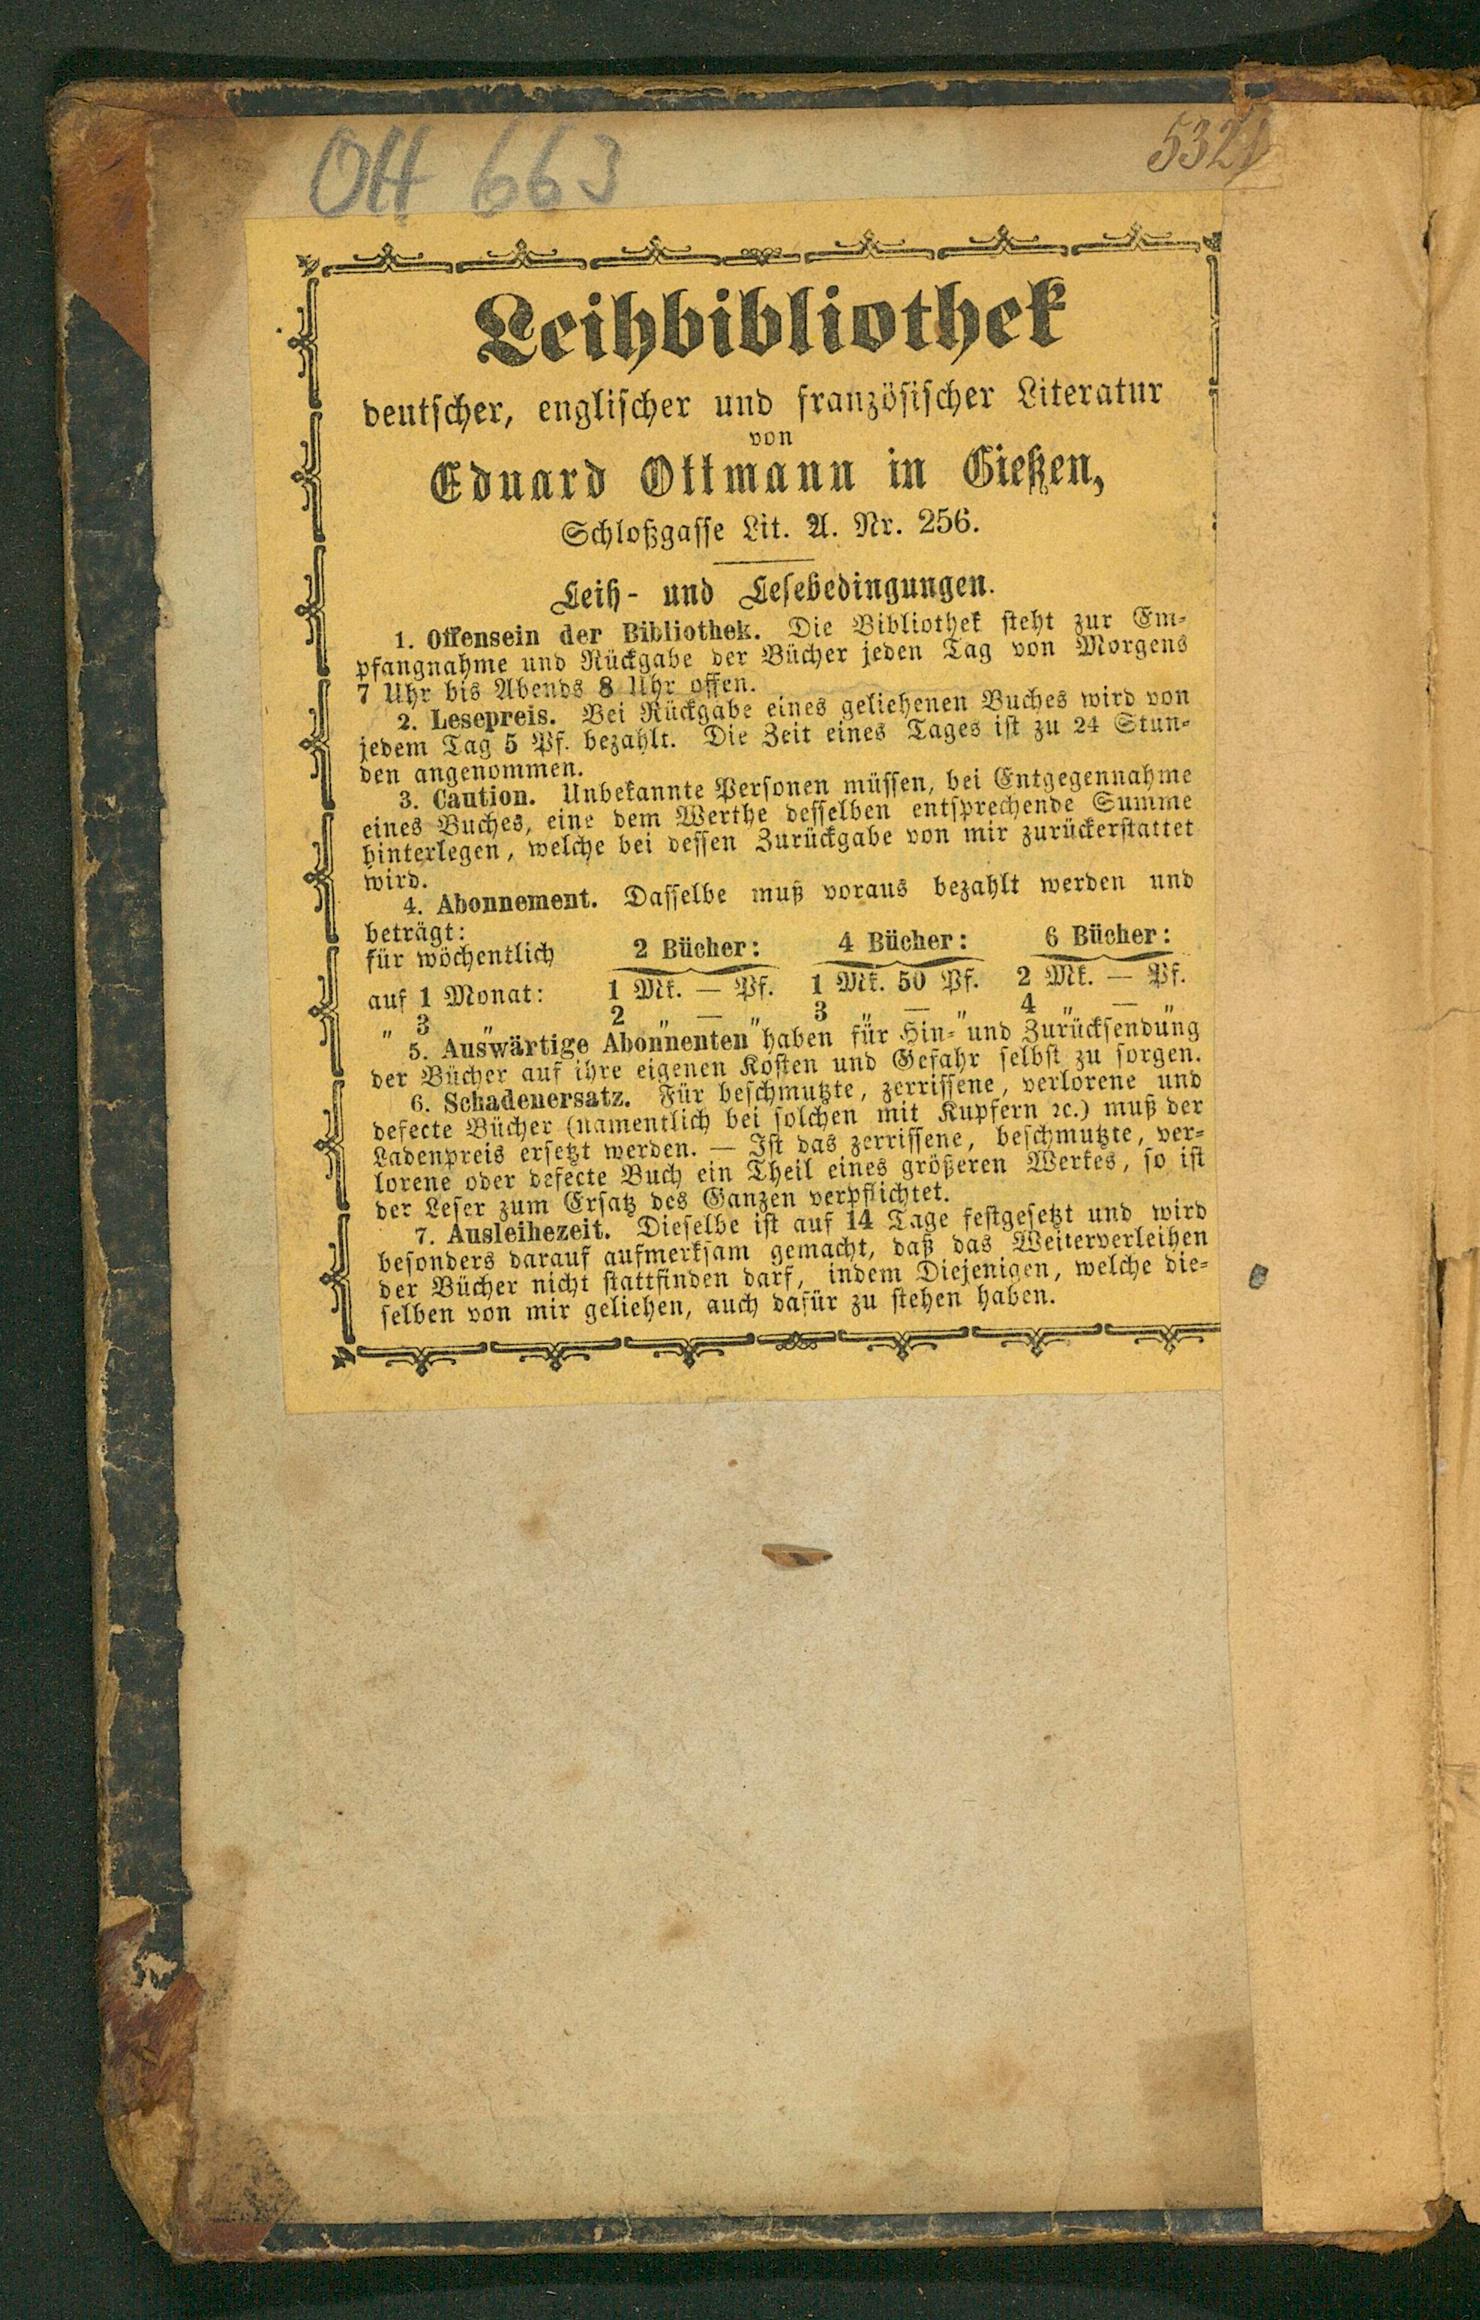 OH 663
5321
Leihbibliothek
deutscher, englischer und französischer Literatur
von
Eduard Ottmann in Gießen,
Schloßgasse Lit. A. Nr. 256.
Leih- und Lesebedingungen.
1. Offensein der Bibliothek. Die Bibliothek steht zur Em-
pfangnahme und Rückgabe der Bücher jeden Tag von Morgens
7 Uhr bis Abends 8 Uhr offen.
2. Lesepreis. Bei Rückgabe eines geliehenen Buches wird von
jedem Tag 5 Pf. bezahlt. Die Zeit eines Tages ist zu 24 Stun-
den angenommen.
3. Caution. Unbekannte Personen müssen, bei Entgegennahme
eines Buches, eine dem Werthe desselben entsprechende Summe
hinterlegen, welche bei dessen Zurückgabe von mir zurückerstattet
wird.
4. Abonnement. Dasselbe muß voraus bezahlt werden und
beträgt:
für wöchentlich 2 Bücher: 4 Bücher: 6 Bücher:
auf 1 Monat: 1 Mk. — Pf. 1 Mk. 50 Pf. 2 Mk. — Pf.
„ 3 „ 2 „ — „ 3 „ — „ 4 „ — „
5. Auswärtige Abonnenten haben für Hin- und Zurücksendung
der Bücher auf ihre eigenen Kosten und Gefahr selbst zu sorgen.
6. Schadenersatz. Für beschmutzte, zerrissene, verlorene und
defecte Bücher (namentlich bei solchen mit Kupfern ꝛc.) muß der
Ladenpreis ersetzt werden. — Ist das zerrissene, beschmutzte, ver-
lorene oder defecte Buch ein Theil eines größeren Werkes, so ist
der Leser zum Ersatz des Ganzen verpflichtet.
7. Ausleihezeit. Dieselbe ist auf 14 Tage festgesetzt und wird
besonders darauf aufmerksam gemacht, daß das Weiterverleihen
der Bücher nicht stattfinden darf, indem Diejenigen, welche die-
selben von mir geliehen, auch dafür zu stehen haben.